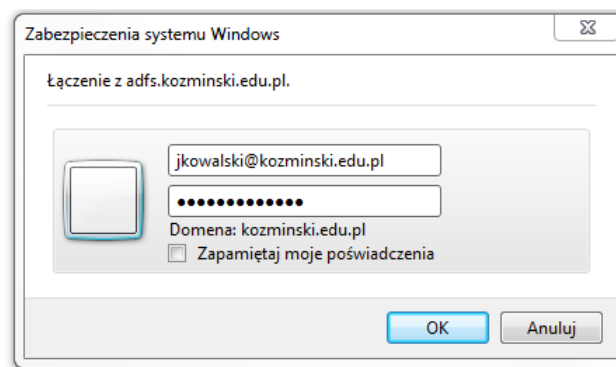 Zabezpieczenia systemu Windows
Łączenie z adfs.kozminski.edu.pl.
jkowalski@kozminski.edu.pl
●●●●●●●●●●●●●
Domena: kozminski.edu.pl
Zapamiętaj moje poświadczenia
OK Anuluj